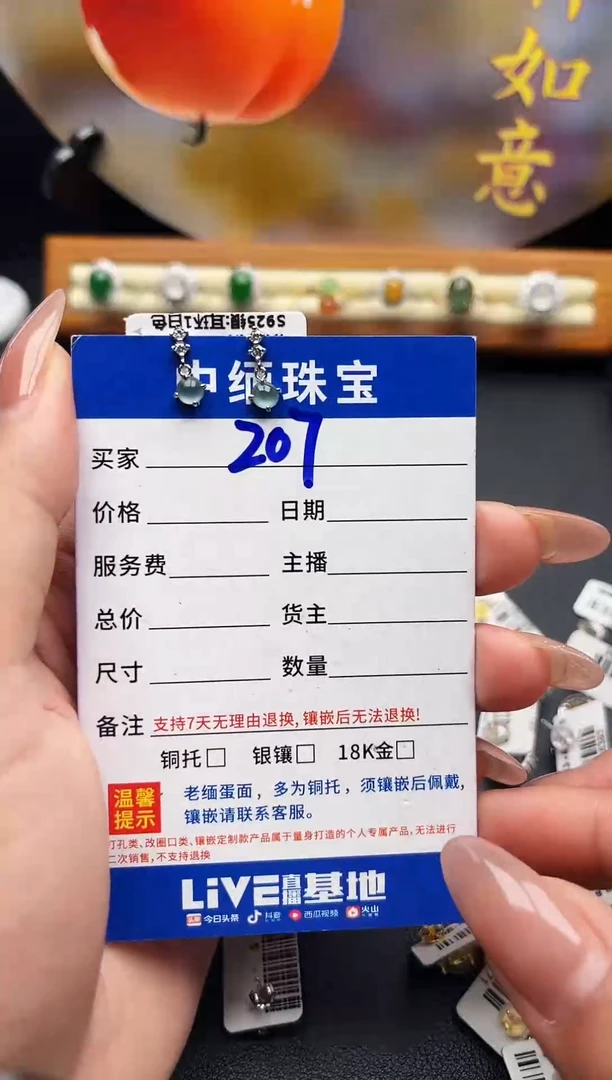 如
意
S925银:耳环1白色
中缅珠宝
207
买家
价格 日期
服务费 主播
总价 货主
尺寸 数量
备注 支持7天无理由退换,镶嵌后无法退换!
铜托□ 银镶□ 18K金□
温馨提示
老缅蛋面，多为铜托，须镶嵌后佩戴,
镶嵌请联系客服。
打孔类、改圈口类、镶嵌定制款产品属于量身打造的个人专属产品,无法进行
二次销售,不支持退换
LiVE直播基地
今日头条 抖音 西瓜视频 火山